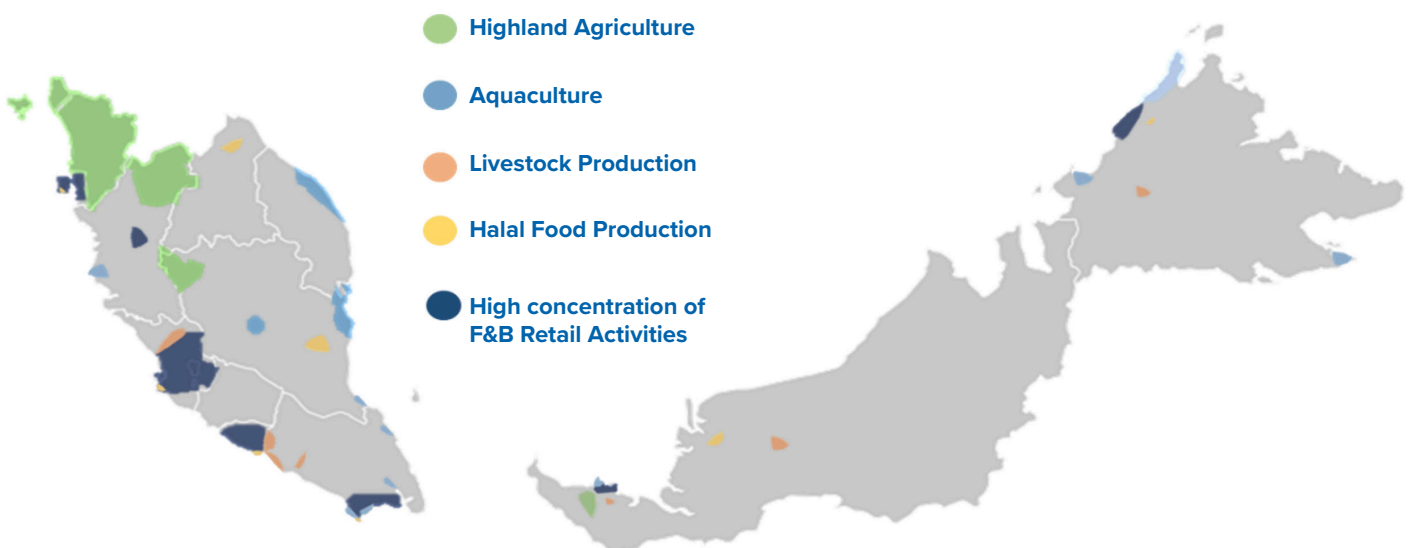 Highland Agriculture
Aquaculture
Livestock Production
Halal Food Production
High concentration of
F&B Retail Activities